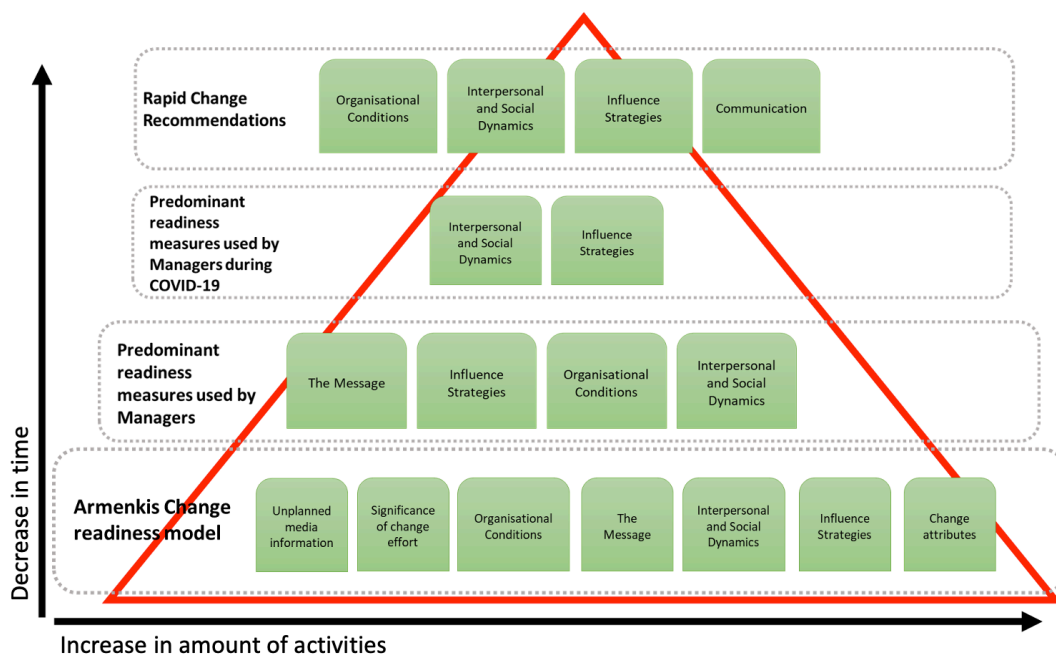 Rapid Change
Recommendations
Organisational
Conditions
Interpersonal
and Social
Dynamics
Influence
Strategies
Communication
Predominant
readiness
measures used by
Managers during
COVID-19
Interpersonal
and Social
Dynamics
Influence
Strategies
Predominant
readiness
measures used by
Managers
The Message
Influence
Strategies
Organisational
Conditions
Interpersonal
and Social
Dynamics
Armenkis Change
readiness model
Unplanned
media
information
Significance
of change
effort
Organisational
Conditions
The
Message
Interpersonal
and Social
Dynamics
Influence
Strategies
Change
attributes
Decrease in time
Increase in amount of activities